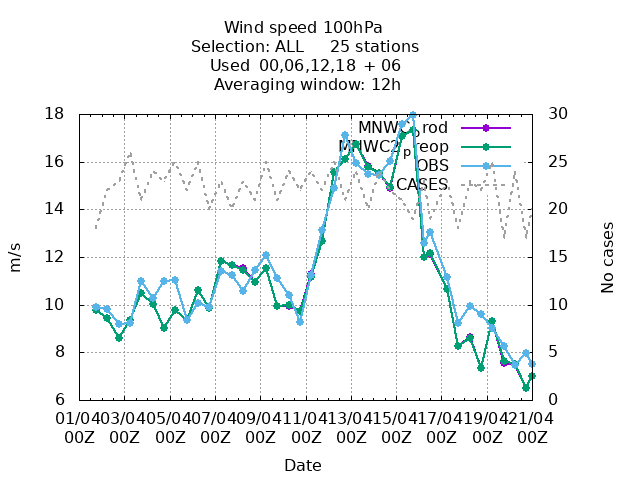 Wind speed 100hPa
Selection: ALL 25 stations
Used 00,06,12,18 + 06
Averaging window: 12h
18
16
14
12
10
8
6
m/s
30
25
20
15
10
5
0
No cases
OBS
CASES
01/04 03/04 05/04 07/04 09/04 11/04 13/04 15/04 17/04 19/04 21/04
00Z 00Z 00Z 00Z 00Z 00Z 00Z 00Z 00Z 00Z 00Z
Date